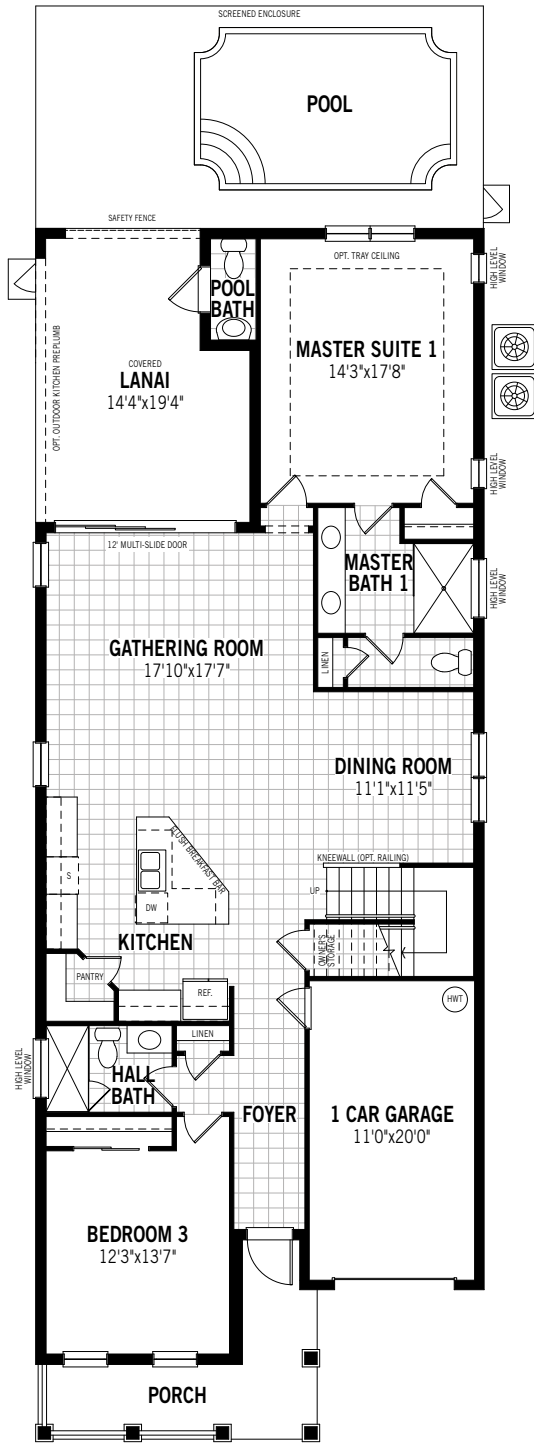 SCREENED ENCLOSURE
POOL
SAFETY FENCE
OPT. TRAY CEILING
HIGH LEVEL
WINDOW
POOL
BATH
MASTER SUITE 1
14'3"x17'8"
COVERED
LANAI
14'4"x19'4"
OPT. OUTDOOR KITCHEN PREPLUMB
HIGH LEVEL
WINDOW
12' MULTI-SLIDE DOOR
MASTER
BATH 1
HIGH LEVEL
WINDOW
GATHERING ROOM
17'10"x17'7"
LINEN
DINING ROOM
11'1"x11'5"
FLUSH BREAKFAST BAR
KNEEWALL (OPT. RAILING)
S
UP
DW
KITCHEN
OWNER'S
STORAGE
PANTRY
REF.
HWT
LINEN
HIGH LEVEL
WINDOW
HALL
BATH
FOYER
1 CAR GARAGE
11'0"x20'0"
BEDROOM 3
12'3"x13'7"
PORCH